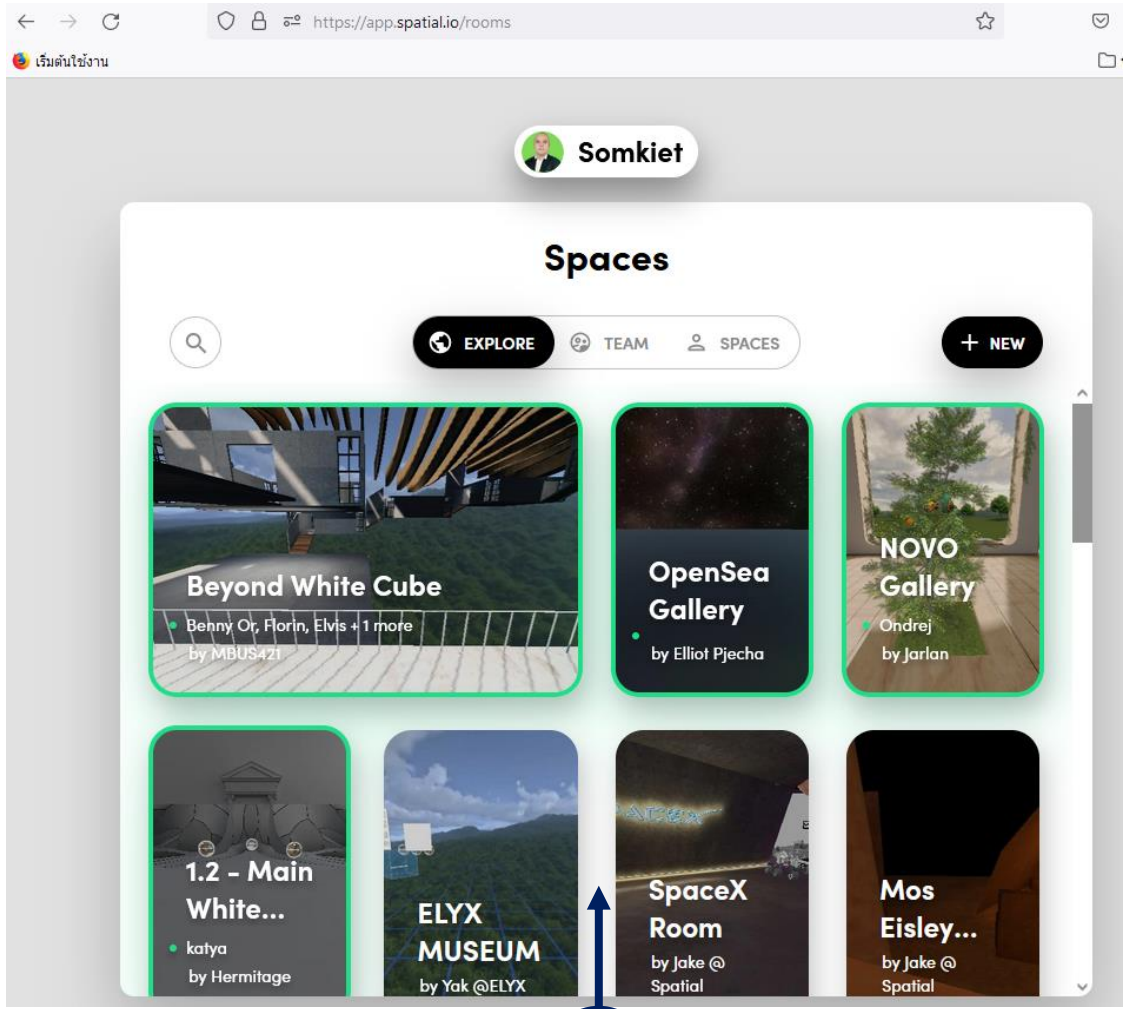 https://app.spatial.io/rooms
เริ่มต้นใช้งาน
Somkiet
Spaces
EXPLORE
TEAM
SPACES
+ NEW
Beyond White Cube
Benny Or, Florin, Elvis + 1 more
by MBUS421
OpenSea
Gallery
by Elliot Pjecha
NOVO
Gallery
Ondrej
by Jarlan
1.2 - Main
White...
katya
by Hermitage
ELYX
MUSEUM
by Yak @ELYX
SpaceX
Room
by Jake @
Spatial
Mos
Eisley...
by Jake @
Spatial